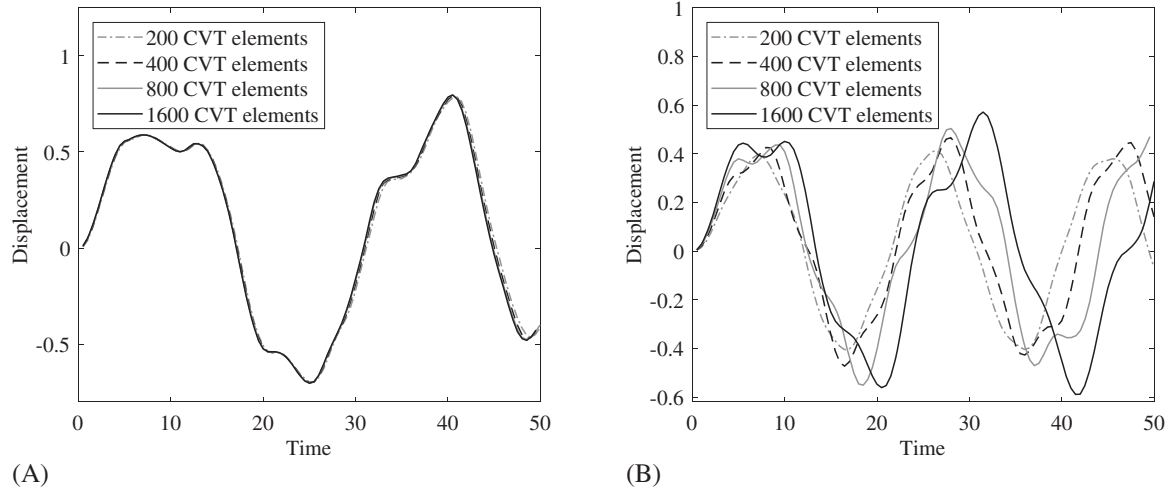 1
0.5
0
-0.5
0
10
20
30
40
50
Displacement
Time
200 CVT elements
400 CVT elements
800 CVT elements
1600 CVT elements
(A)
1
0.8
0.6
0.4
0.2
0
-0.2
-0.4
-0.6
0
10
20
30
40
50
Displacement
Time
200 CVT elements
400 CVT elements
800 CVT elements
1600 CVT elements
(B)